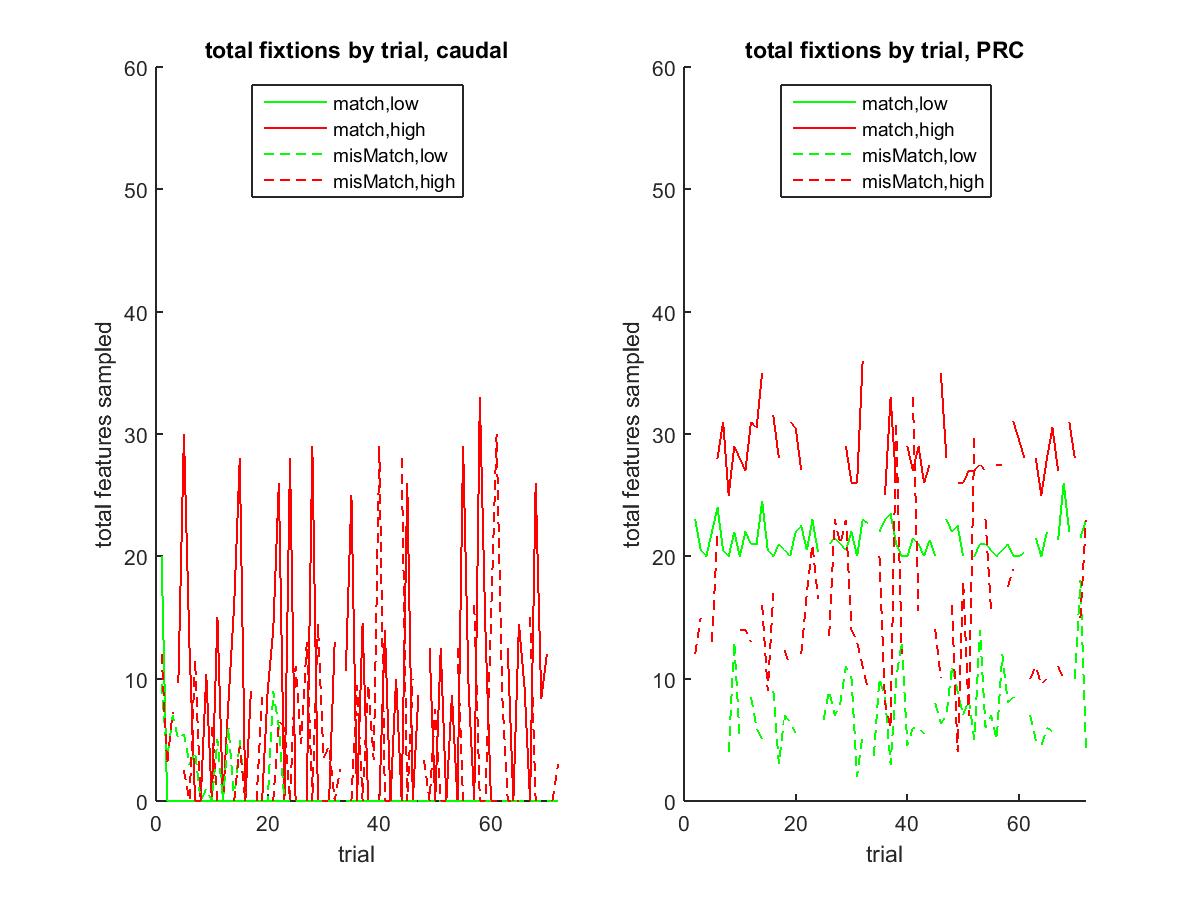 total fixtions by trial, caudal
match,low
match,high
misMatch,low
misMatch,high
60
50
40
30
20
10
0
total features sampled
0 20 40 60
trial
total fixtions by trial, PRC
match,low
match,high
misMatch,low
misMatch,high
60
50
40
30
20
10
0
total features sampled
0 20 40 60
trial